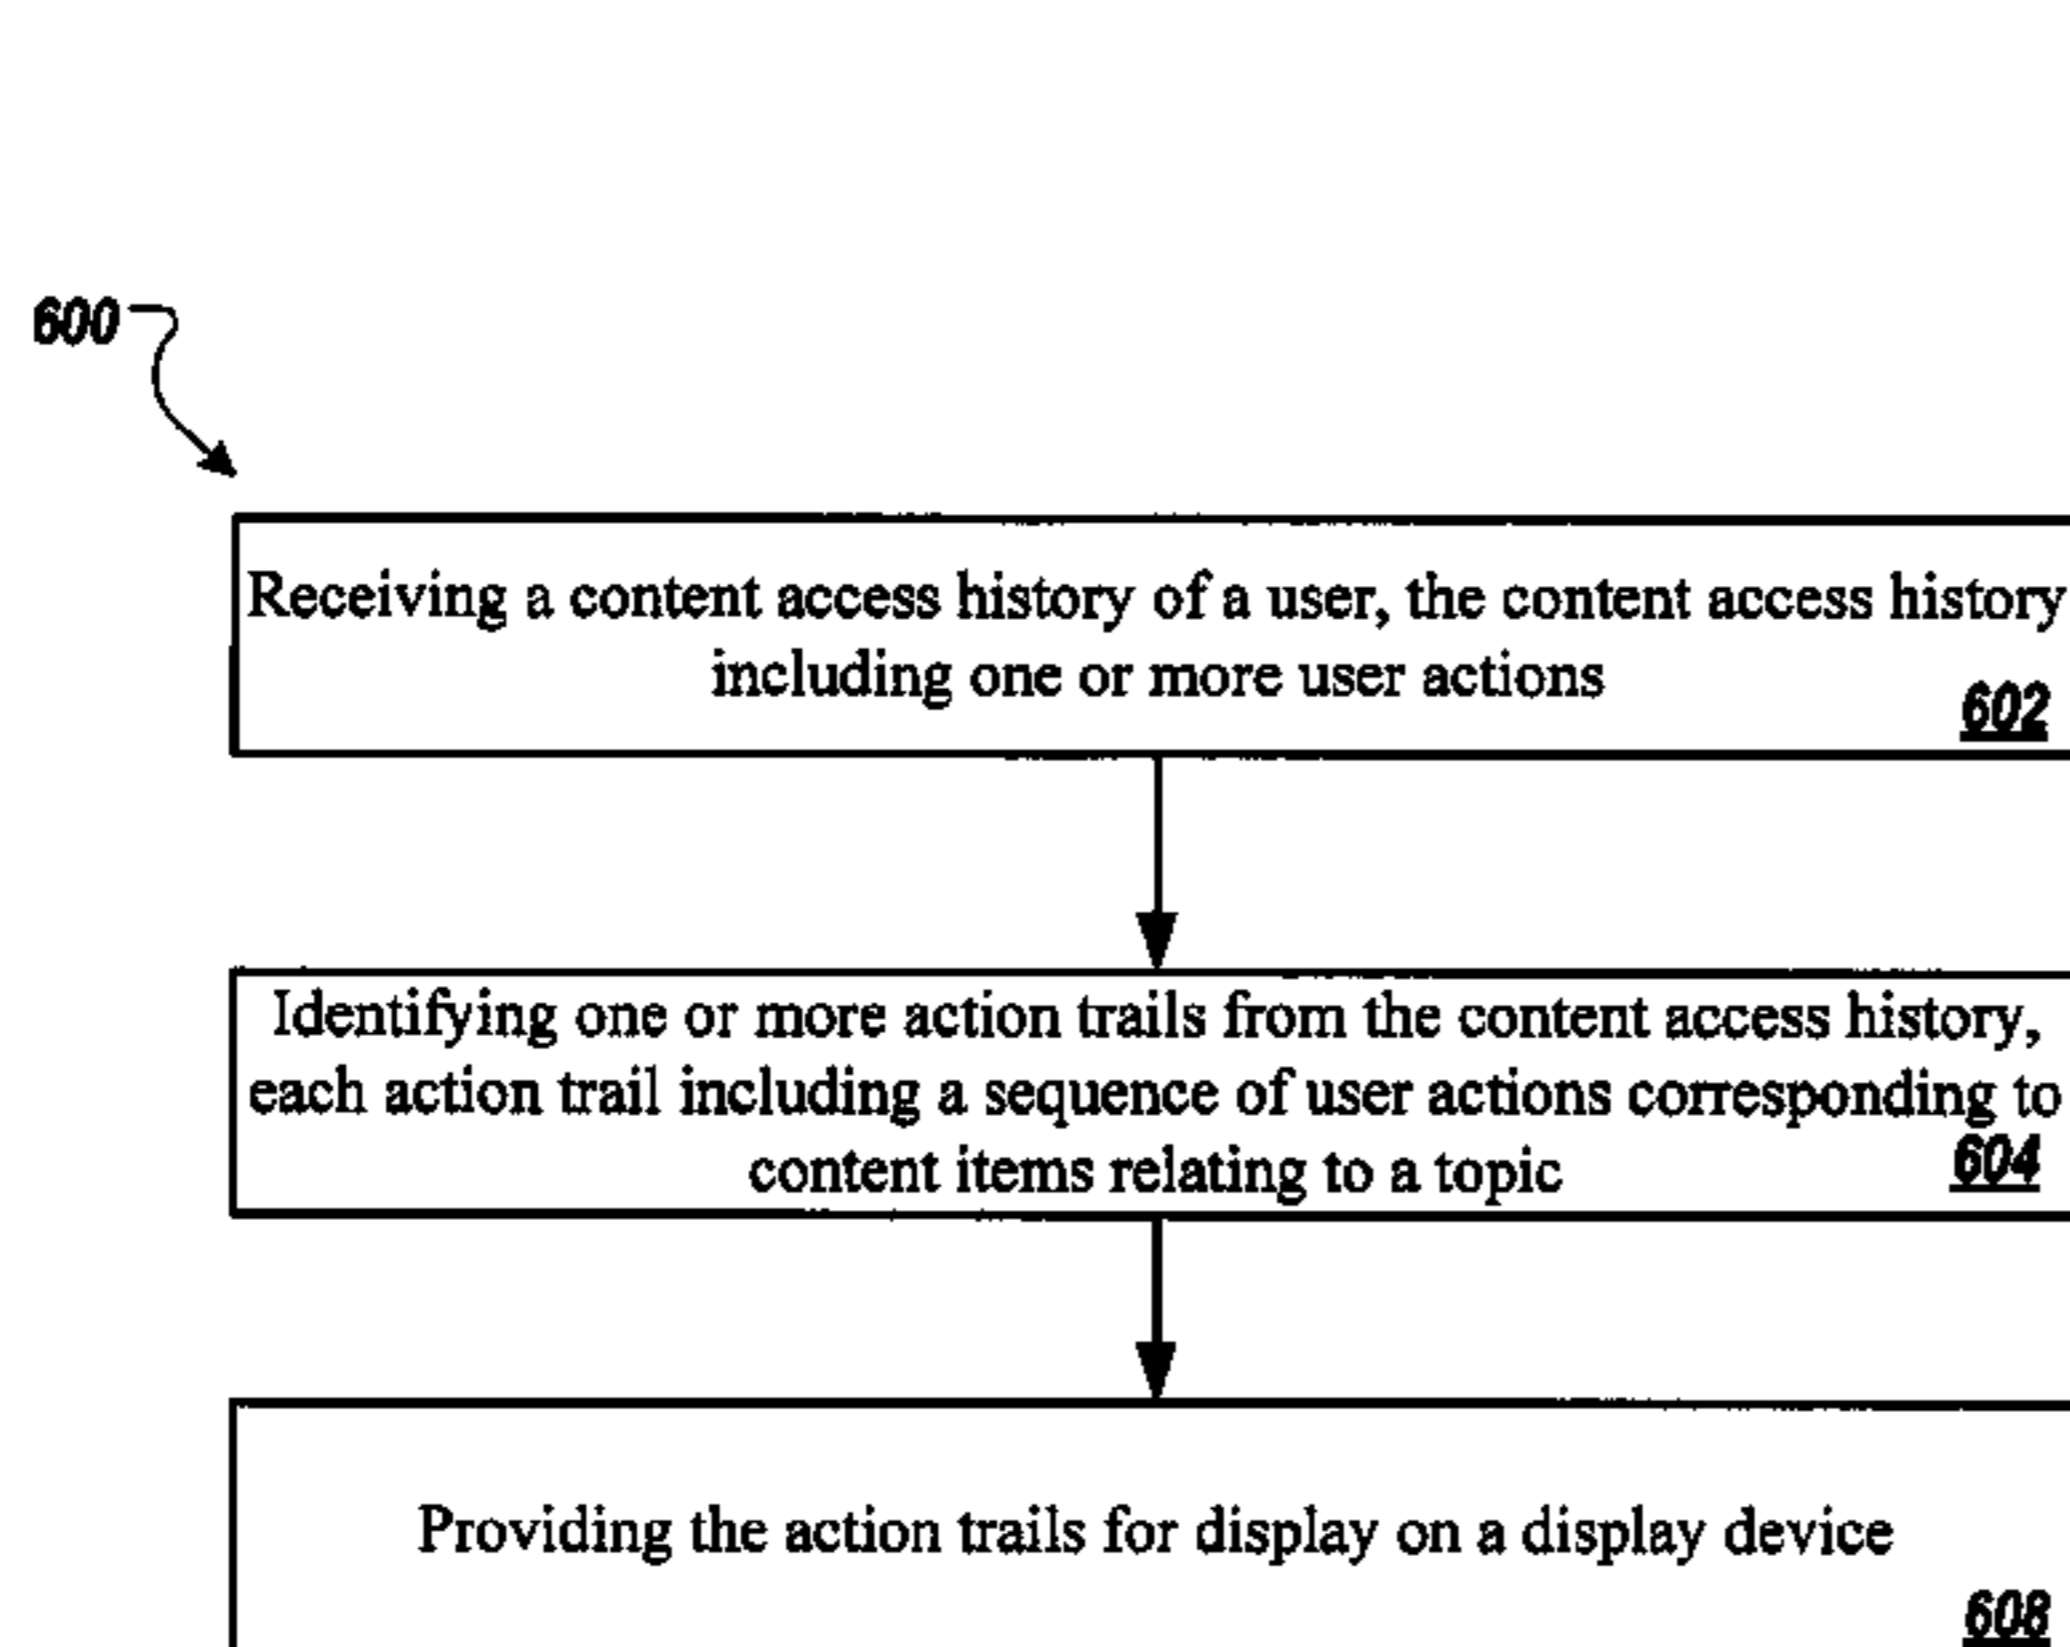 600
Receiving a content access history of a user, the content access history
including one or more user actions
602
Identifying one or more action trails from the content access history,
each action trail including a sequence of user actions corresponding to
content items relating to a topic
604
Providing the action trails for display on a display device
608